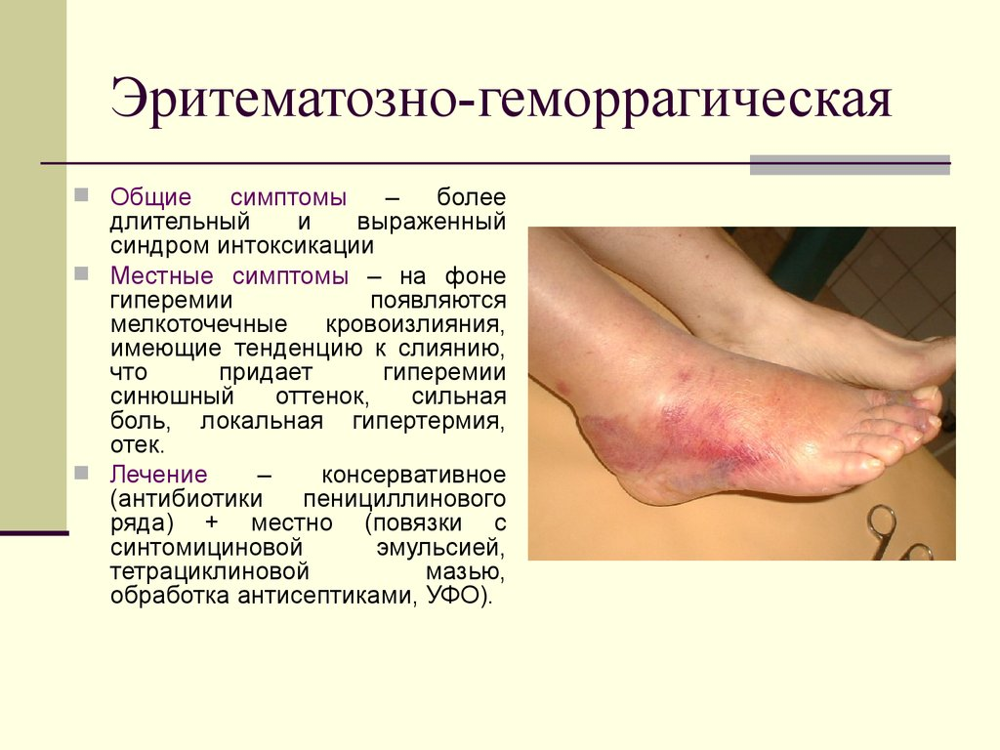 Эритематозно-геморрагическая
Общие симптомы – более
длительный и выраженный
синдром интоксикации
Местные симптомы – на фоне
гиперемии появляются
мелкоточечные кровоизлияния,
имеющие тенденцию к слиянию,
что придает гиперемии
синюшный оттенок, сильная
боль, локальная гипертермия,
отек.
Лечение – консервативное
(антибиотики пенициллинового
ряда) + местно (повязки с
синтомициновой эмульсией,
тетрациклиновой мазью,
обработка антисептиками, УФО).